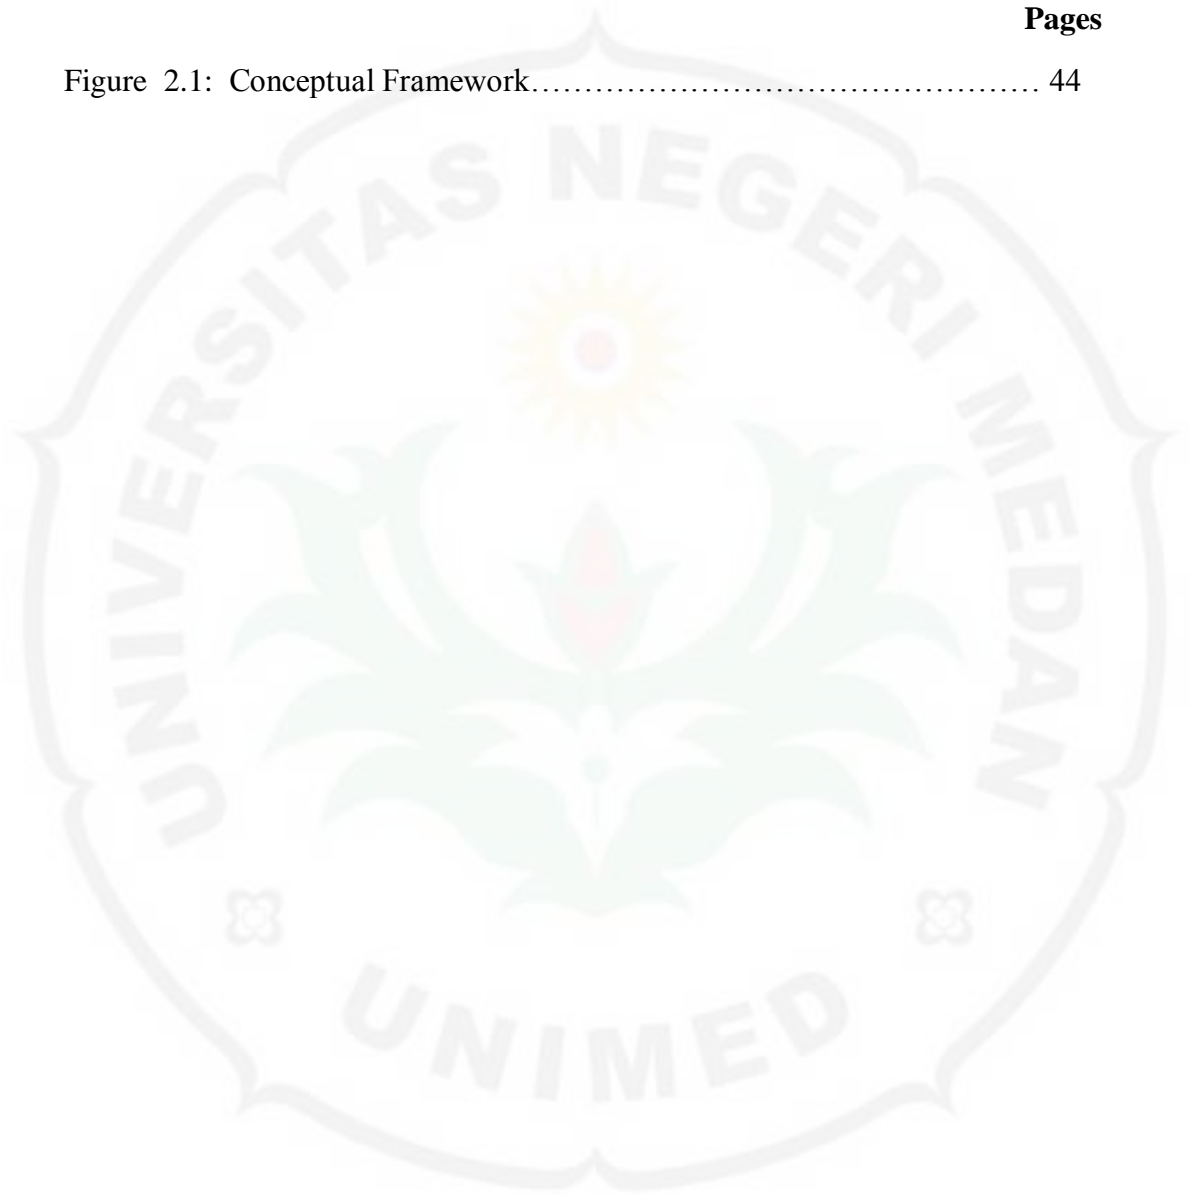 Pages
Figure 2.1: Conceptual Framework…………………………………………… 44
UNIVERSITAS NEGERI MEDAN
UNIMED